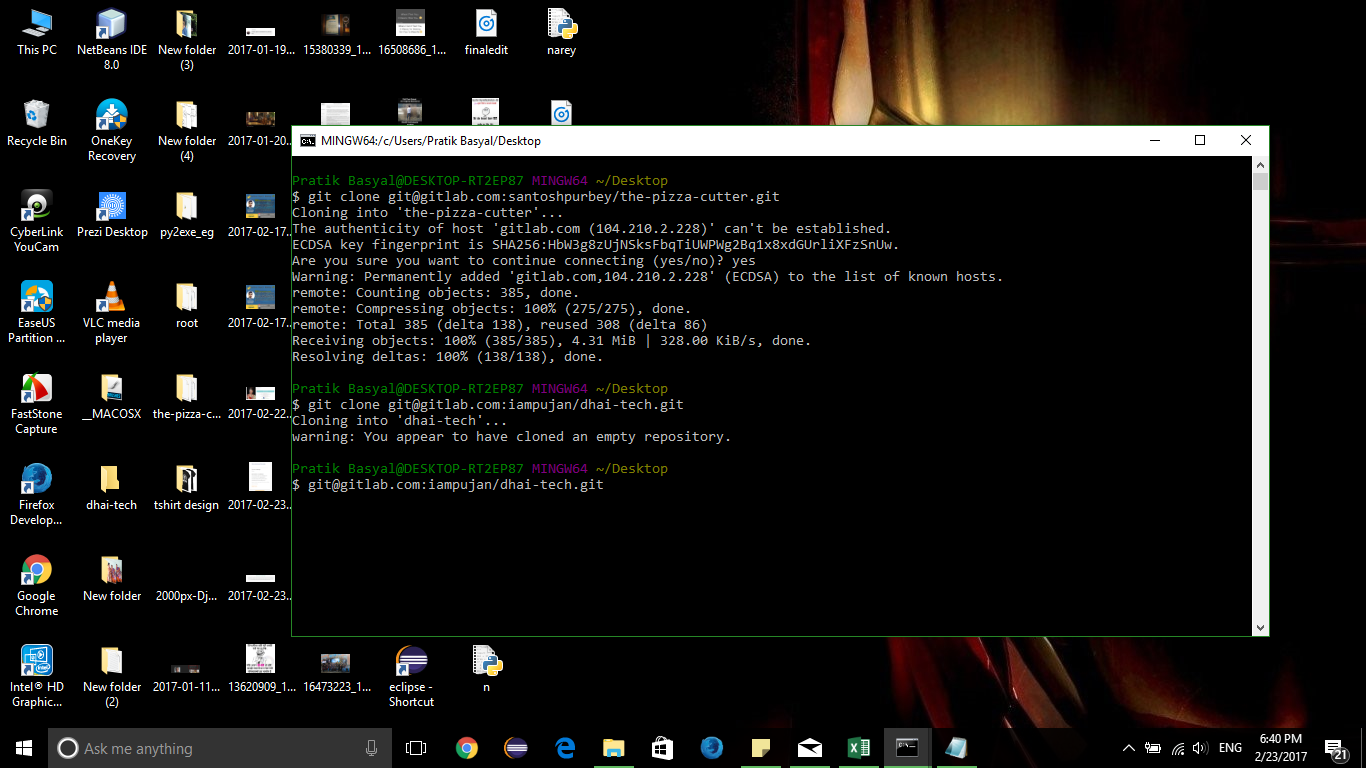 This PC
NetBeans IDE
8.0
New folder
(3)
2017-01-19...
15380339_1...
16508686_1...
finaledit
narey
Recycle Bin
OneKey
Recovery
New folder
(4)
2017-01-20...
CyberLink
YouCam
Prezi Desktop
py2exe_eg
2017-02-17...
EaseUS
Partition ...
VLC media
player
root
2017-02-17...
FastStone
Capture
__MACOSX
the-pizza-c...
2017-02-22...
Firefox
Develop...
dhai-tech
tshirt design
2017-02-23...
Google
Chrome
New folder
2000px-Dj...
2017-02-23...
Intel® HD
Graphic...
New folder
(2)
2017-01-11...
13620909_1...
16473223_1...
eclipse -
Shortcut
n
MINGW64:/c/Users/Pratik Basyal/Desktop
Pratik Basyal@DESKTOP-RT2EP87 MINGW64 ~/Desktop
$ git clone git@gitlab.com:santoshpurbey/the-pizza-cutter.git
Cloning into 'the-pizza-cutter'...
The authenticity of host 'gitlab.com (104.210.2.228)' can't be established.
ECDSA key fingerprint is SHA256:HbW3g8zUjNSksFbqTiUWPWg2Bq1x8xdGUrliXFzSnUw.
Are you sure you want to continue connecting (yes/no)? yes
Warning: Permanently added 'gitlab.com,104.210.2.228' (ECDSA) to the list of known hosts.
remote: Counting objects: 385, done.
remote: Compressing objects: 100% (275/275), done.
remote: Total 385 (delta 138), reused 308 (delta 86)
Receiving objects: 100% (385/385), 4.31 MiB | 328.00 KiB/s, done.
Resolving deltas: 100% (138/138), done.
Pratik Basyal@DESKTOP-RT2EP87 MINGW64 ~/Desktop
$ git clone git@gitlab.com:iampujan/dhai-tech.git
Cloning into 'dhai-tech'...
warning: You appear to have cloned an empty repository.
Pratik Basyal@DESKTOP-RT2EP87 MINGW64 ~/Desktop
$ git@gitlab.com:iampujan/dhai-tech.git
Ask me anything
ENG
6:40 PM
2/23/2017
21